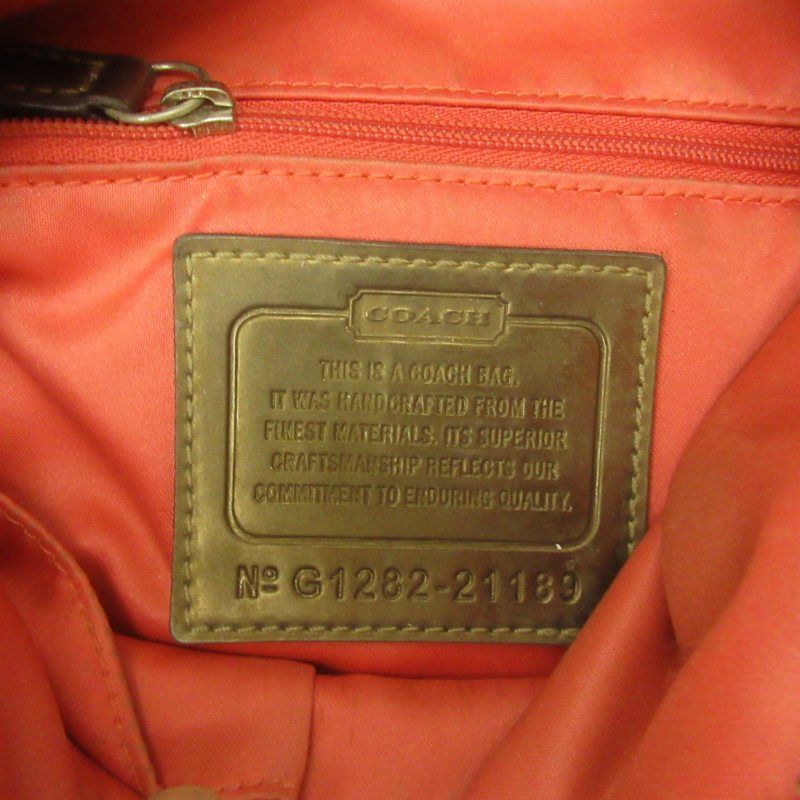 COACH
THIS IS A COACH BAG.
IT WAS HANDCRAFTED FROM THE
FINEST MATERIALS. ITS SUPERIOR
CRAFTSMANSHIP REFLECTS OUR
COMMITMENT TO ENDURING QUALITY.
Nº G1282-21189